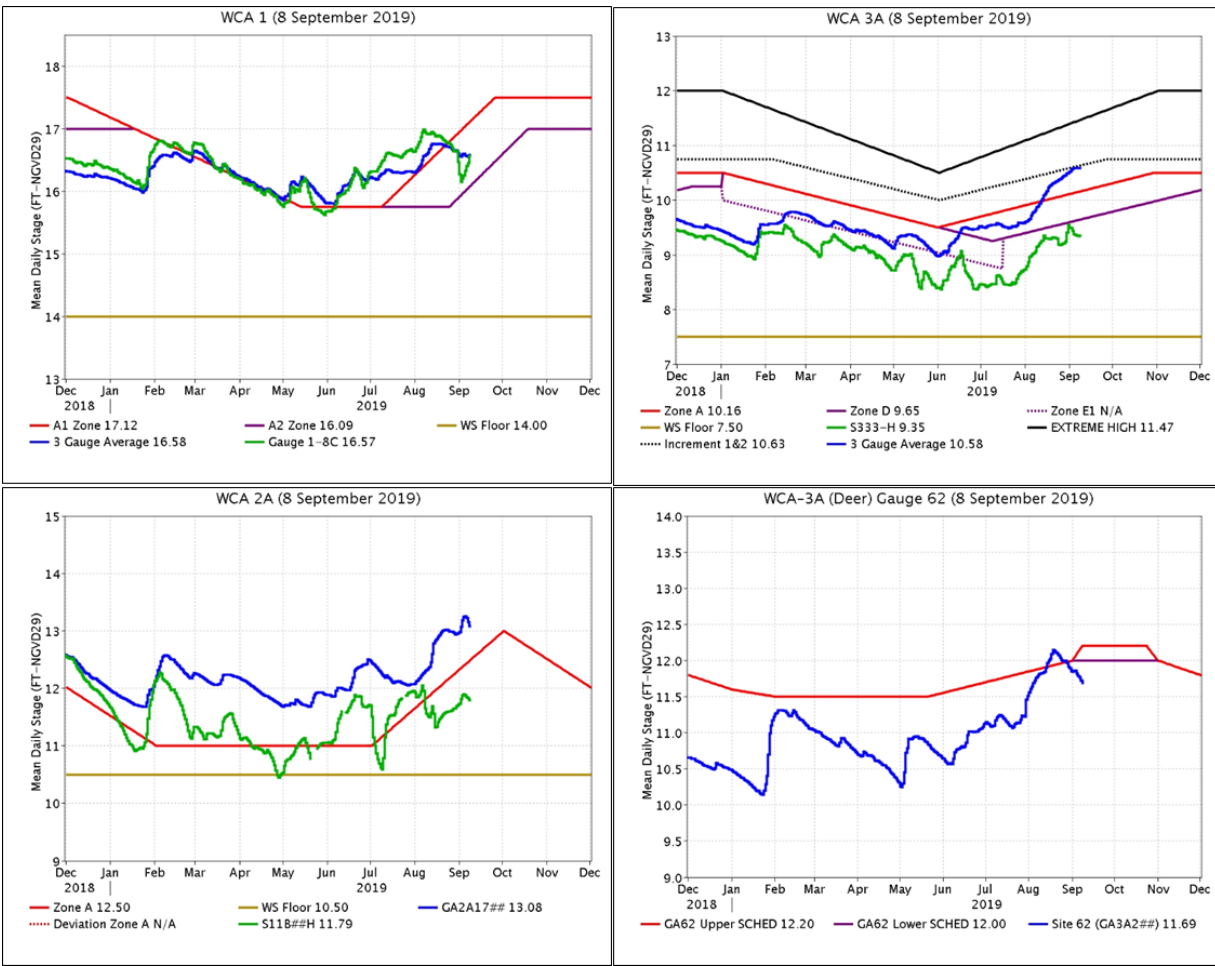 WCA 1 (8 September 2019)
Mean Daily Stage (FT-NGVD29)
18
17
16
15
14
13
Dec Jan Feb Mar Apr May Jun Jul Aug Sep Oct Nov Dec
2018 | 2019
A1 Zone 17.12 A2 Zone 16.09 WS Floor 14.00
3 Gauge Average 16.58 Gauge 1-8C 16.57
WCA 3A (8 September 2019)
Mean Daily Stage (FT-NGVD29)
13
12
11
10
9
8
7
Dec Jan Feb Mar Apr May Jun Jul Aug Sep Oct Nov Dec
2018 | 2019
Zone A 10.16 Zone D 9.65 Zone E1 N/A
WS Floor 7.50 S333-H 9.35 EXTREME HIGH 11.47
Increment 1&2 10.63 3 Gauge Average 10.58
WCA 2A (8 September 2019)
Mean Daily Stage (FT-NGVD29)
15
14
13
12
11
10
9
Dec Jan Feb Mar Apr May Jun Jul Aug Sep Oct Nov Dec
2018 | 2019
Zone A 12.50 WS Floor 10.50 GA2A17## 13.08
Deviation Zone A N/A S11B##H 11.79
WCA-3A (Deer) Gauge 62 (8 September 2019)
Mean Daily Stage (FT-NGVD29)
14.0
13.5
13.0
12.5
12.0
11.5
11.0
10.5
10.0
9.5
9.0
Dec Jan Feb Mar Apr May Jun Jul Aug Sep Oct Nov Dec
2018 | 2019
GA62 Upper SCHED 12.20 GA62 Lower SCHED 12.00 Site 62 (GA3A2##) 11.69